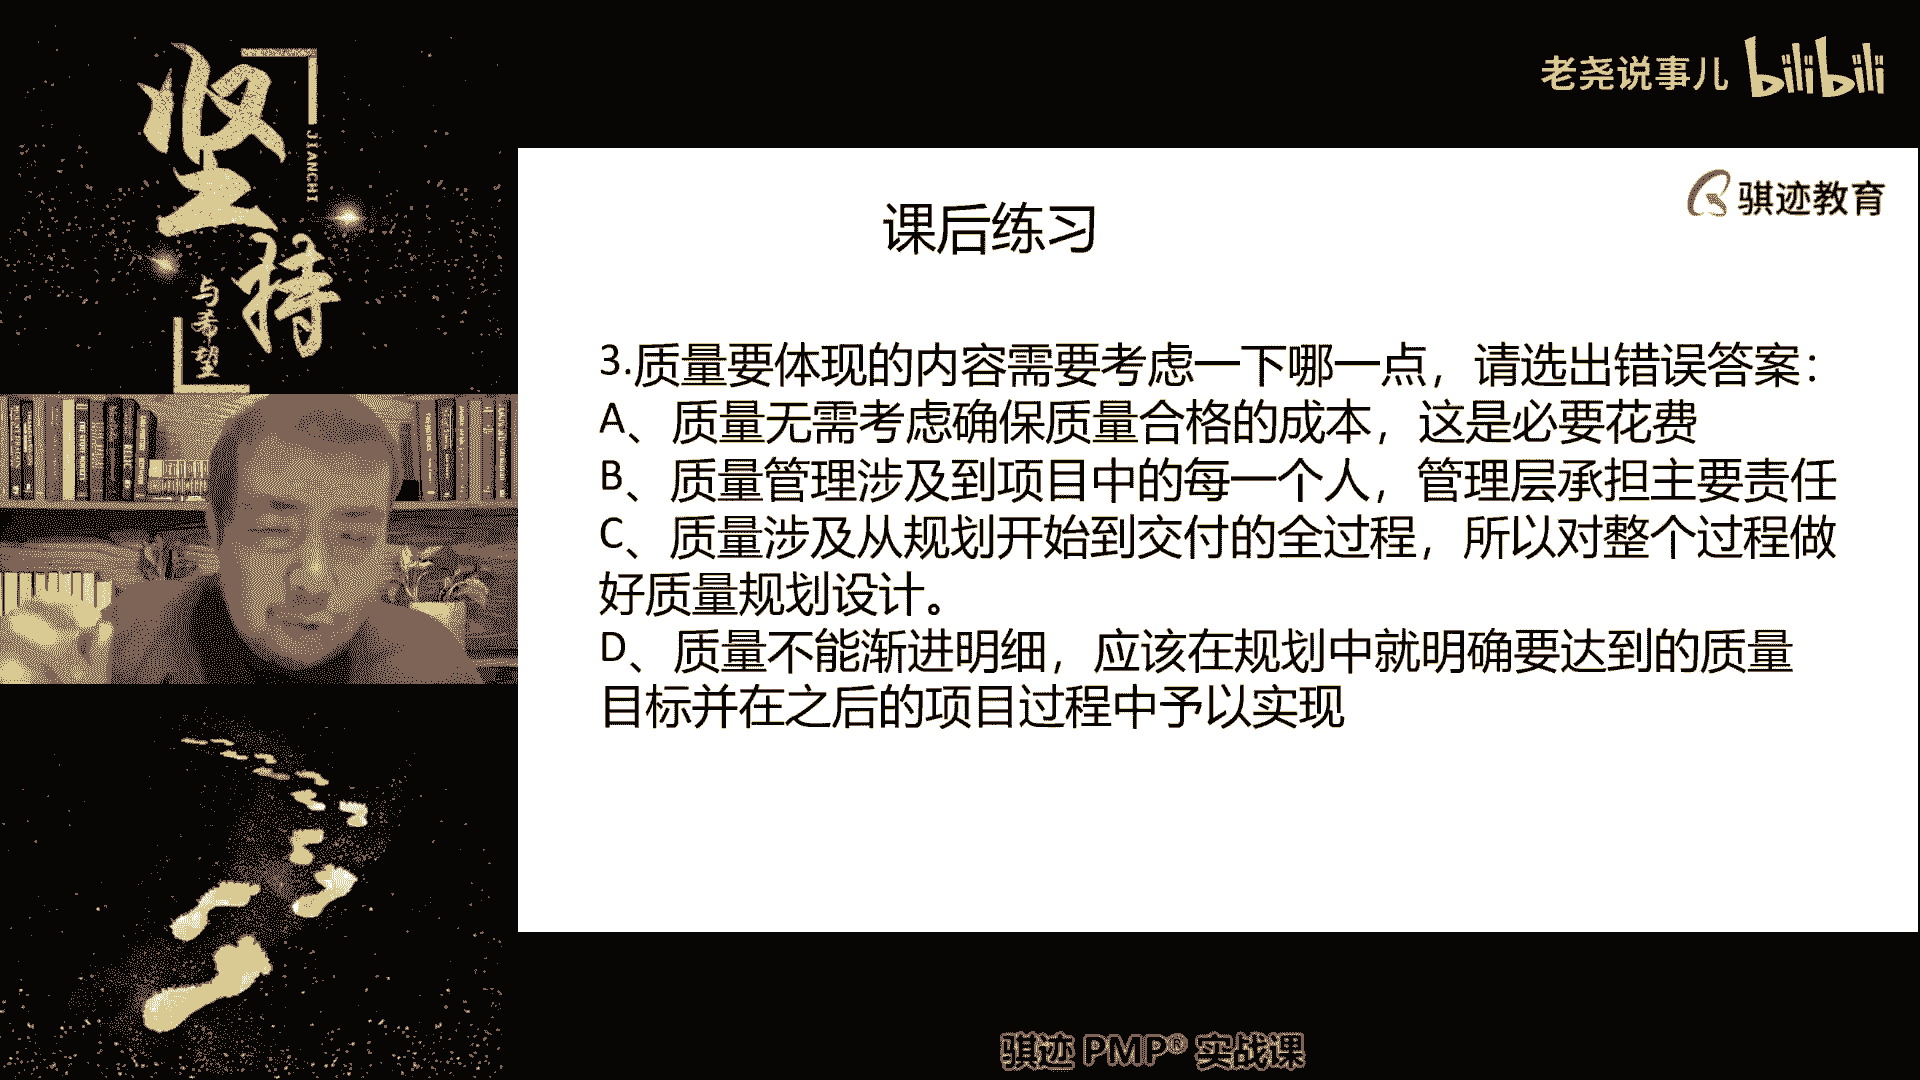 坚持
JIANCHI
与希望
老尧说事儿 bilibili
骐迹教育
课后练习
3.质量要体现的内容需要考虑一下哪一点，请选出错误答案：
A、质量无需考虑确保质量合格的成本，这是必要花费
B、质量管理涉及到项目中的每一个人，管理层承担主要责任
C、质量涉及从规划开始到交付的全过程，所以对整个过程做
好质量规划设计。
D、质量不能渐进明细，应该在规划中就明确要达到的质量
目标并在之后的项目过程中予以实现
骐迹 PMP® 实战课